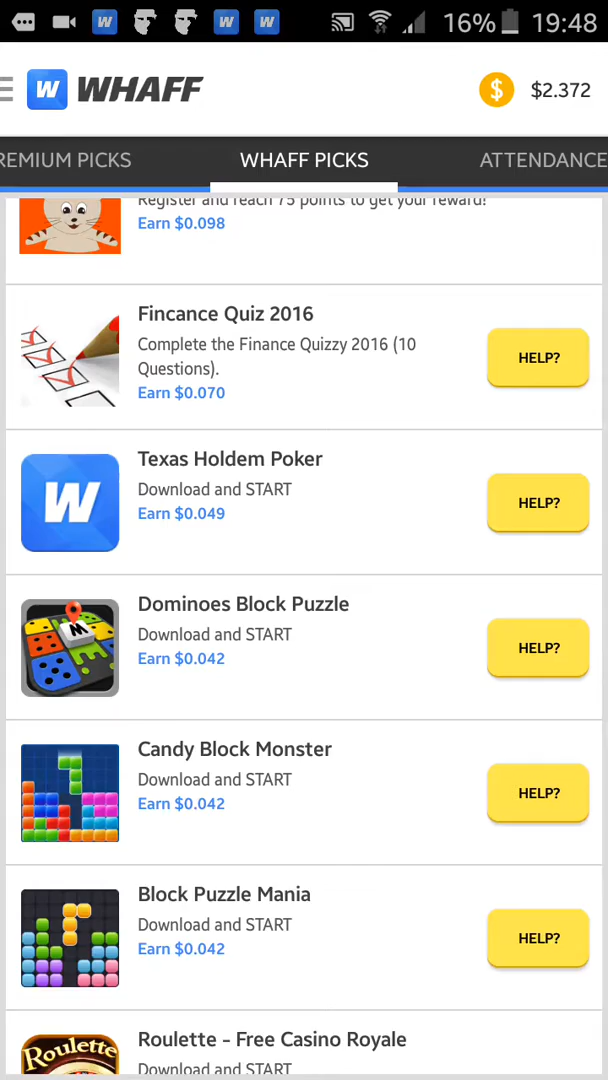 16% 19:48
W WHAFF $ $2.372
REMIUM PICKS WHAFF PICKS ATTENDANCE
Register and reach 75 points to get your reward!
Earn $0.098
Fincance Quiz 2016
Complete the Finance Quizzy 2016 (10
Questions).
Earn $0.070
HELP?
Texas Holdem Poker
Download and START
Earn $0.049
W
HELP?
Dominoes Block Puzzle
Download and START
Earn $0.042
M
HELP?
Candy Block Monster
Download and START
Earn $0.042
HELP?
Block Puzzle Mania
Download and START
Earn $0.042
HELP?
Roulette - Free Casino Royale
Download and START
Roulette